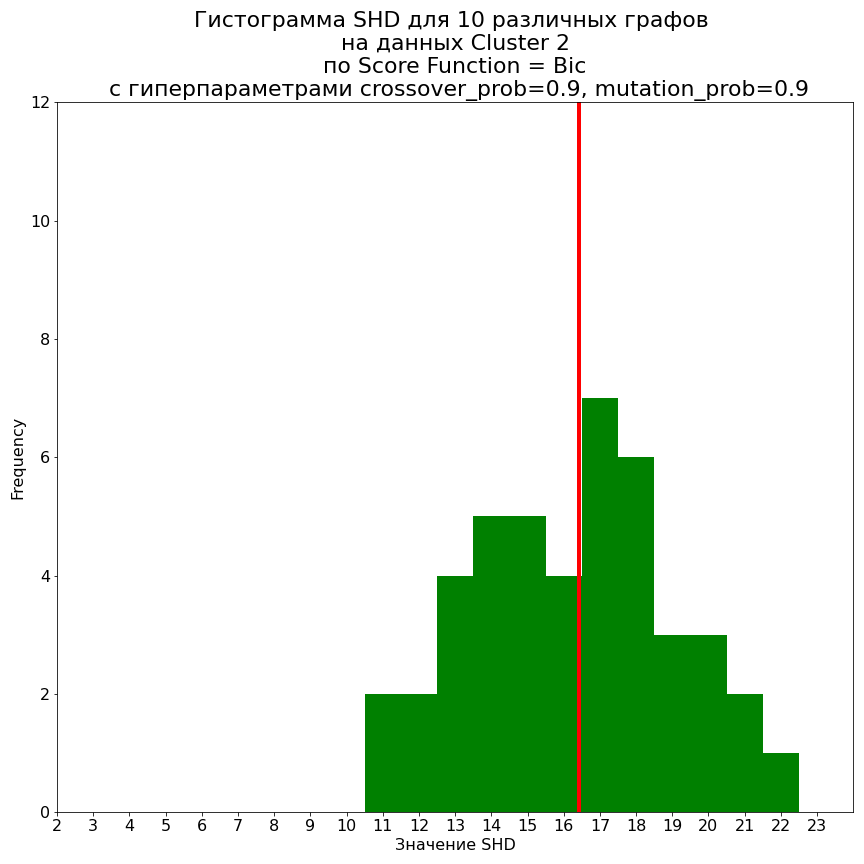 Гистограмма SHD для 10 различных графов
на данных Cluster 2
по Score Function = Bic
с гиперпараметрами crossover_prob=0.9, mutation_prob=0.9
12
10
8
6
4
2
0
Frequency
2 3 4 5 6 7 8 9 10 11 12 13 14 15 16 17 18 19 20 21 22 23
Значение SHD